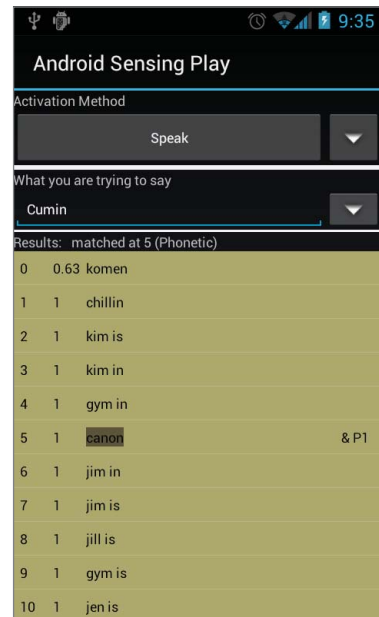 9:35
Android Sensing Play
Activation Method
Speak
What you are trying to say
Cumin
Results: matched at 5 (Phonetic)
0 0.63 komen
1 1 chillin
2 1 kim is
3 1 kim in
4 1 gym in
5 1 canon & P1
6 1 jim in
7 1 jim is
8 1 jill is
9 1 gym is
10 1 jen is